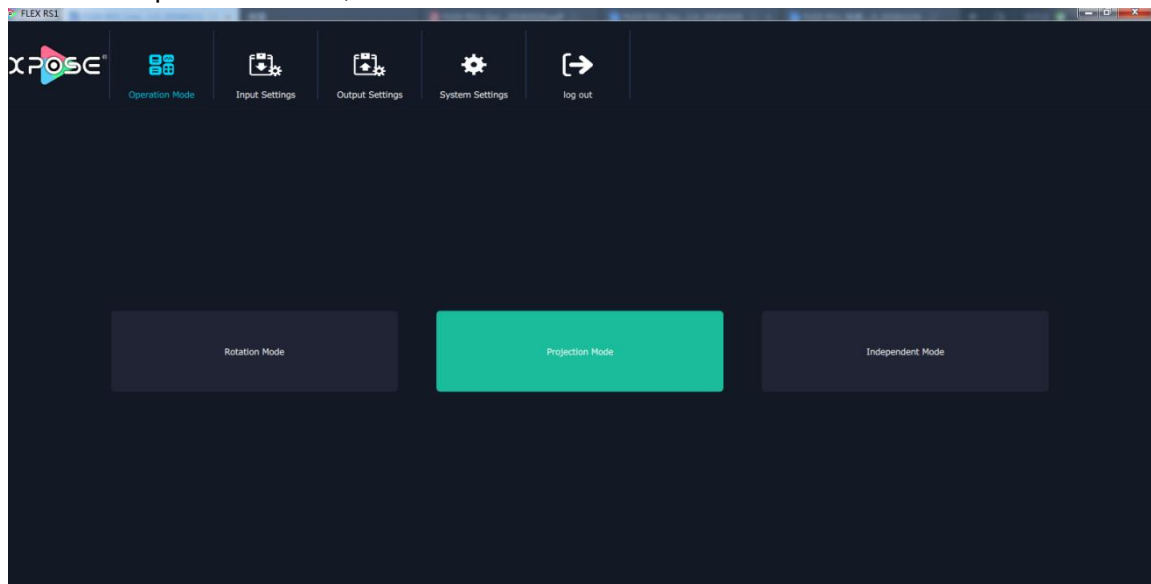 FLEX RS1
XPOSE®
Operation Mode
Input Settings
Output Settings
System Settings
log out
Rotation Mode
Projection Mode
Independent Mode